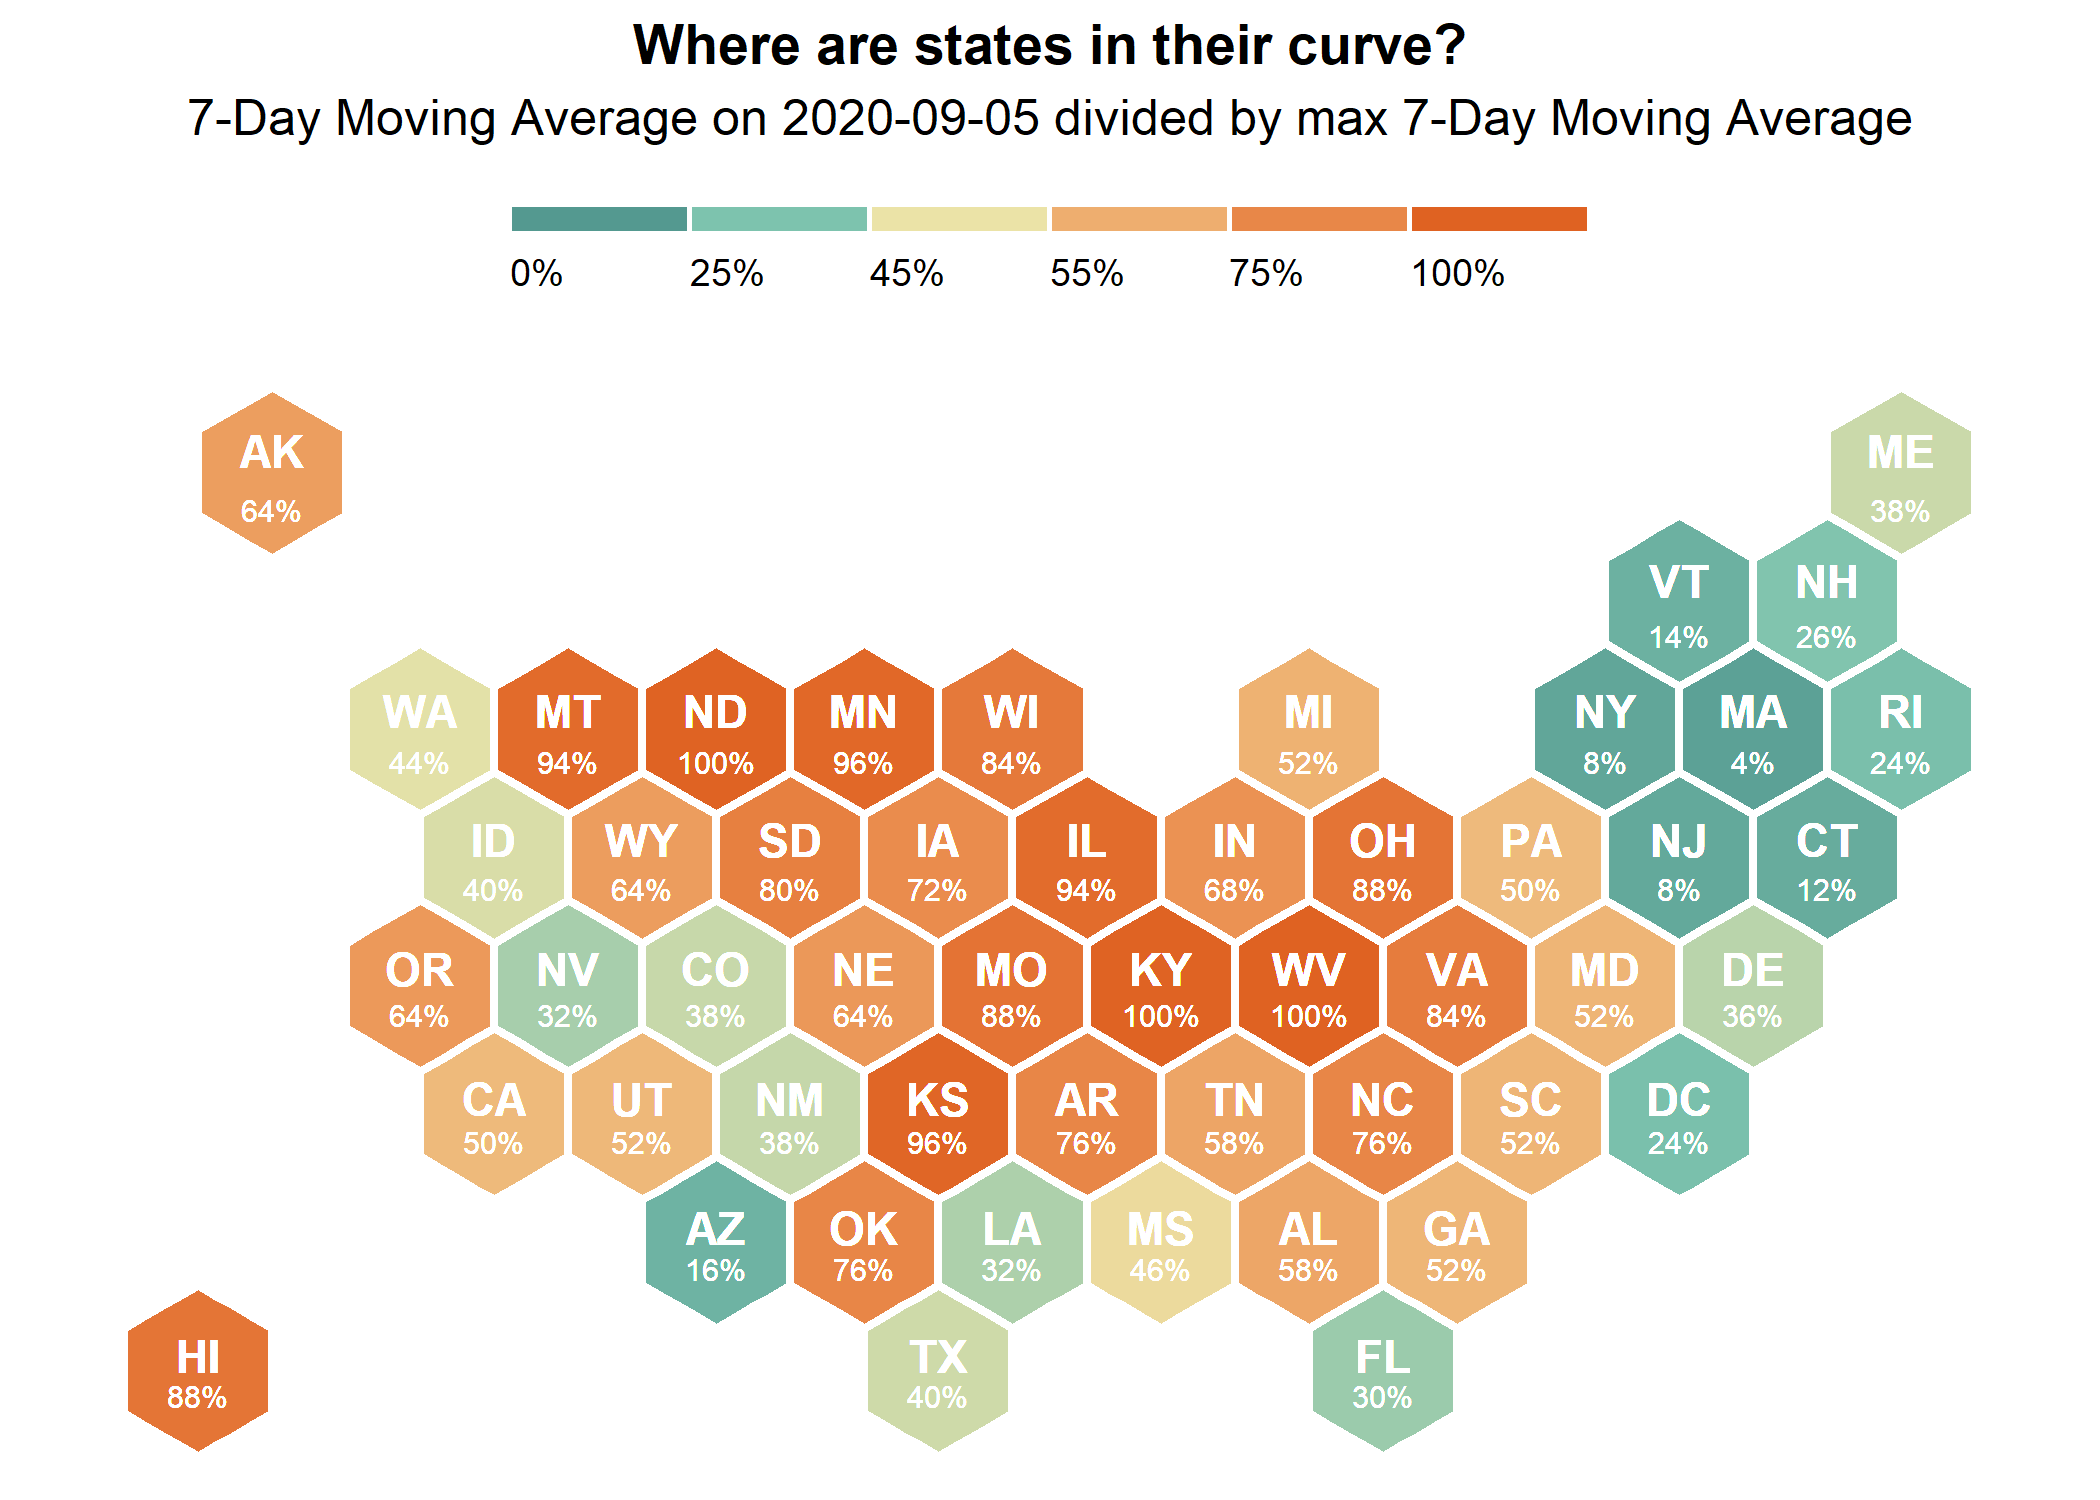 Where are states in their curve?
7-Day Moving Average on 2020-09-05 divided by max 7-Day Moving Average
0% 25% 45% 55% 75% 100%
AK ME
64% 38%
VT NH
14% 26%
WA MT ND MN WI MI NY MA RI
44% 94% 100% 96% 84% 52% 8% 4% 24%
ID WY SD IA IL IN OH PA NJ CT
40% 64% 80% 72% 94% 68% 88% 50% 8% 12%
OR NV CO NE MO KY WV VA MD DE
64% 32% 38% 64% 88% 100% 100% 84% 52% 36%
CA UT NM KS AR TN NC SC DC
50% 52% 38% 96% 76% 58% 76% 52% 24%
AZ OK LA MS AL GA
16% 76% 32% 46% 58% 52%
HI TX FL
88% 40% 30%